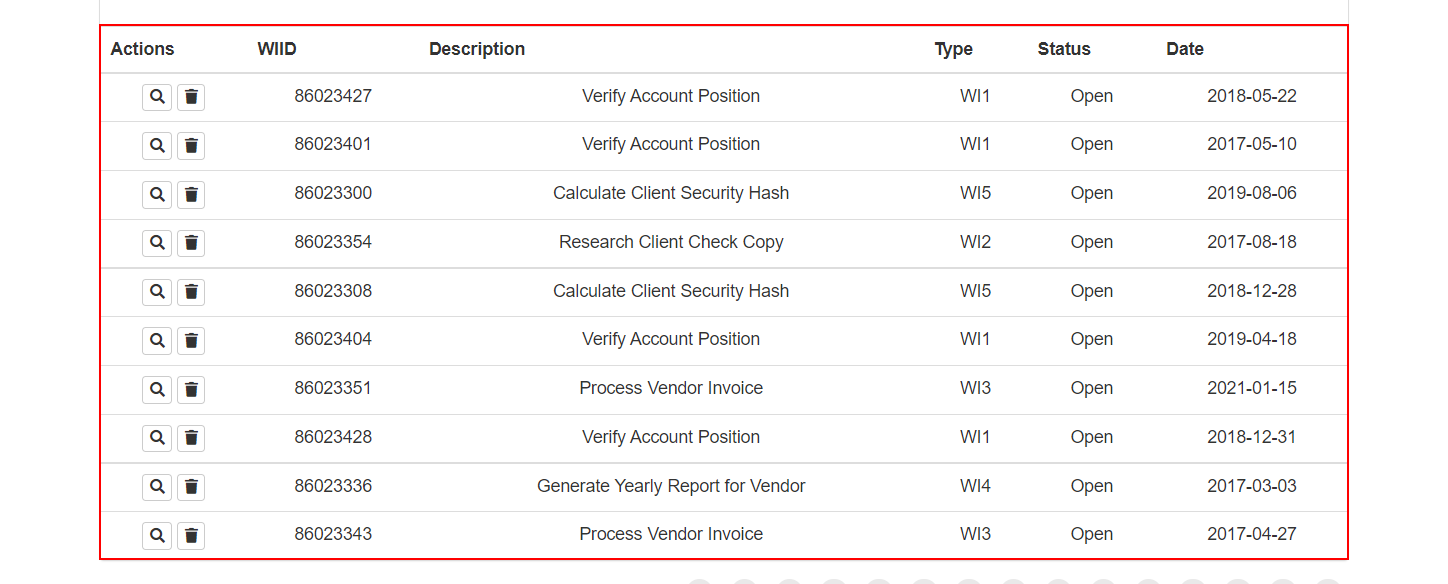 Actions WIID Description Type Status Date
86023427 Verify Account Position WI1 Open 2018-05-22
86023401 Verify Account Position WI1 Open 2017-05-10
86023300 Calculate Client Security Hash WI5 Open 2019-08-06
86023354 Research Client Check Copy WI2 Open 2017-08-18
86023308 Calculate Client Security Hash WI5 Open 2018-12-28
86023404 Verify Account Position WI1 Open 2019-04-18
86023351 Process Vendor Invoice WI3 Open 2021-01-15
86023428 Verify Account Position WI1 Open 2018-12-31
86023336 Generate Yearly Report for Vendor WI4 Open 2017-03-03
86023343 Process Vendor Invoice WI3 Open 2017-04-27